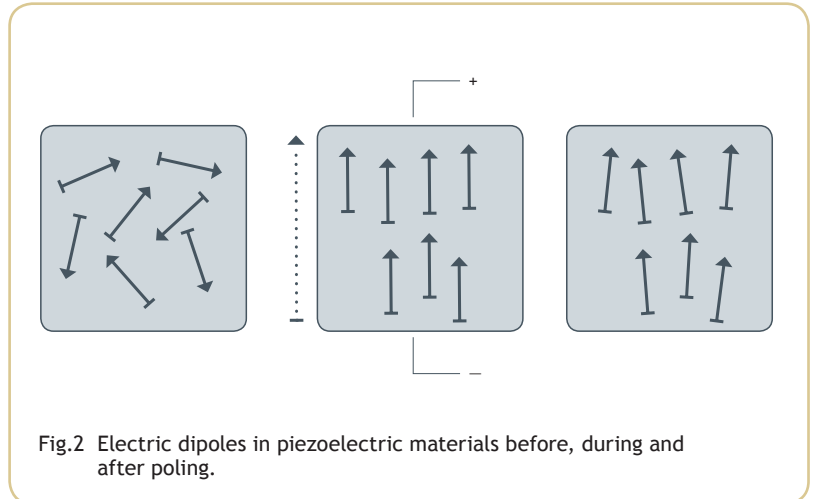 +
–
Fig.2 Electric dipoles in piezoelectric materials before, during and
after poling.